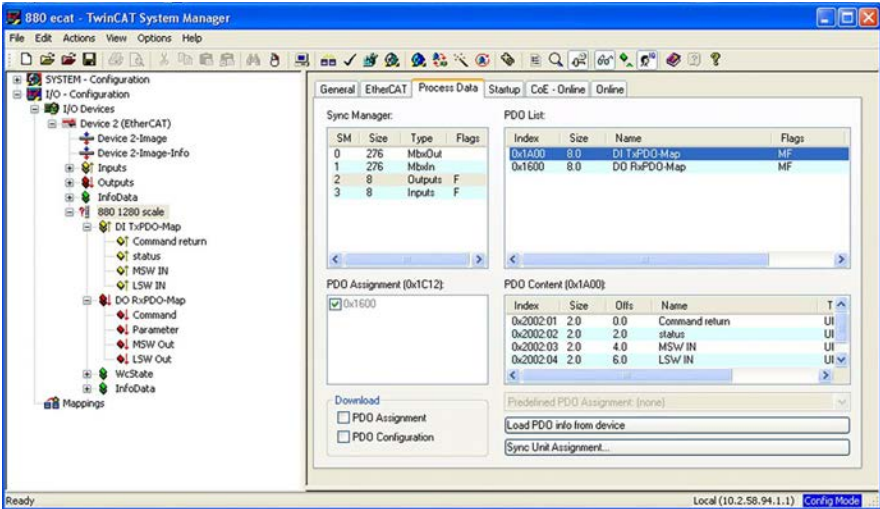 880 ecat - TwinCAT System Manager
File Edit Actions View Options Help
SYSTEM - Configuration
I/O - Configuration
I/O Devices
Device 2 (EtherCAT)
Device 2-Image
Device 2-Image-Info
Inputs
Outputs
InfoData
880 1280 scale
DI TxPDO-Map
Command return
status
MSW IN
LSW IN
DO RxPDO-Map
Command
Parameter
MSW Out
LSW Out
WcState
InfoData
Mappings
General EtherCAT Process Data Startup CoE - Online Online
Sync Manager:
SM Size Type Flags
0 276 MbxOut
1 276 MbxIn
2 8 Outputs F
3 8 Inputs F
PDO List:
Index Size Name Flags
0x1A00 8.0 DI TxPDO-Map MF
0x1600 8.0 DO RxPDO-Map MF
PDO Assignment (0x1C12):
0x1600
PDO Content (0x1A00):
Index Size Offs Name T
0x2002:01 2.0 0.0 Command return UI
0x2002:02 2.0 2.0 status UI
0x2002:03 2.0 4.0 MSW IN UI
0x2002:04 2.0 6.0 LSW IN UI
Download
PDO Assignment
PDO Configuration
Predefined PDO Assignment: (none)
Load PDO info from device
Sync Unit Assignment...
Ready
Local (10.2.58.94.1.1) Config Mode